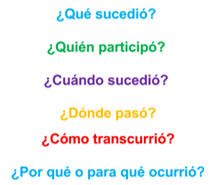 ¿Qué sucedió?
¿Quién participó?
¿Cuándo sucedió?
¿Dónde pasó?
¿Cómo transcurrió?
¿Por qué o para qué ocurrió?